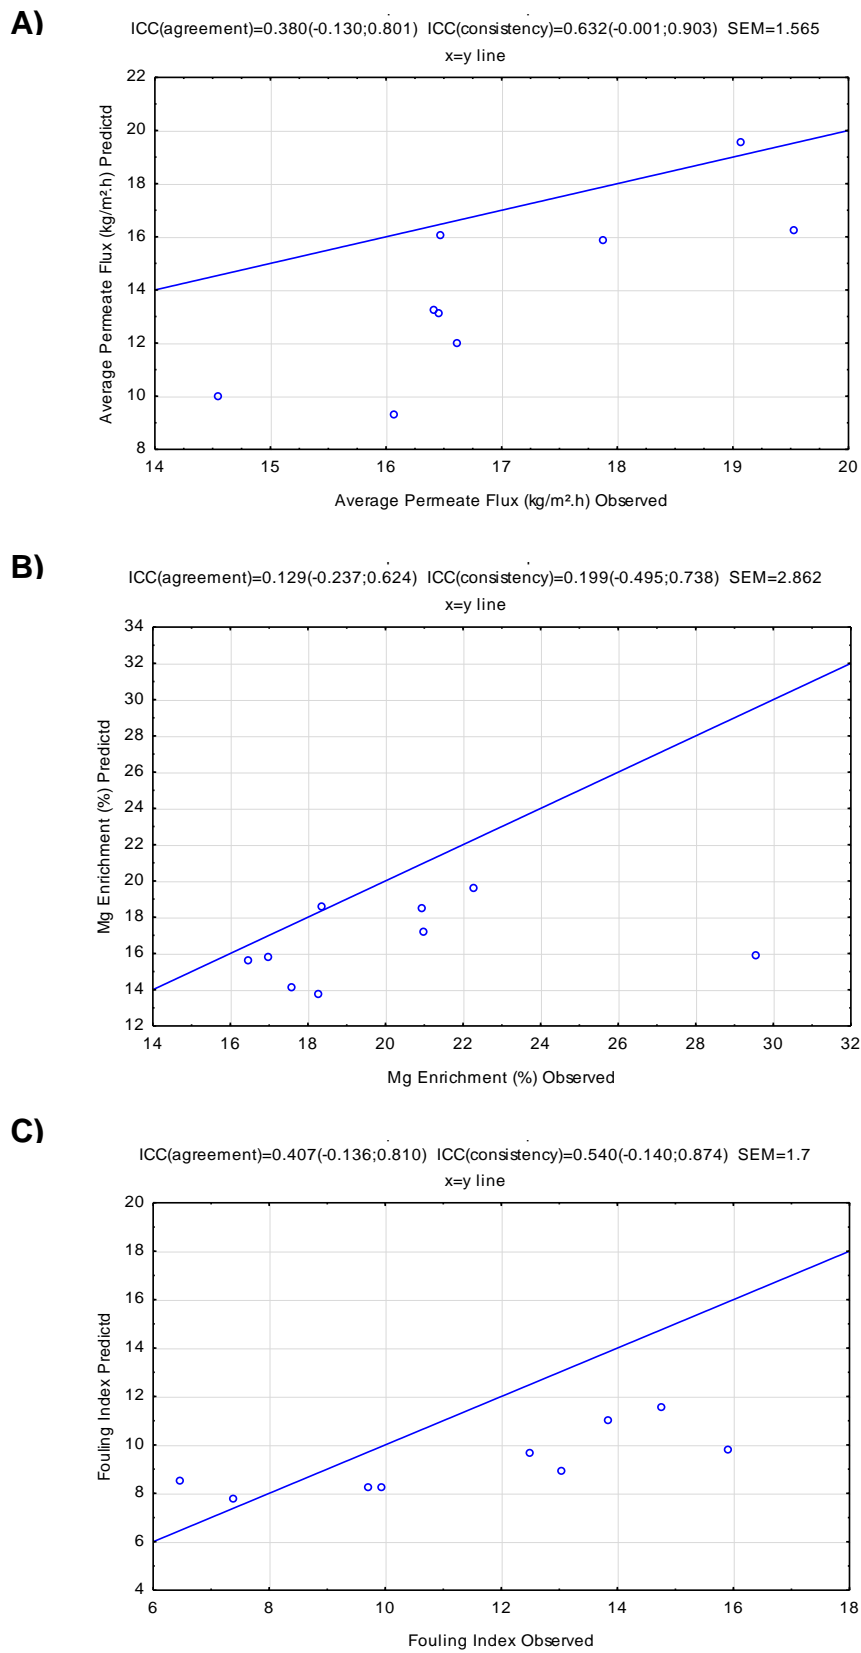 A)
ICC(agreement)=0.380(-0.130;0.801) ICC(consistency)=0.632(-0.001;0.903) SEM=1.565
x=y line
22
20
18
16
14
12
10
8
Average Permeate Flux (kg/m².h) Predictd
14 15 16 17 18 19 20
Average Permeate Flux (kg/m².h) Observed
B)
ICC(agreement)=0.129(-0.237;0.624) ICC(consistency)=0.199(-0.495;0.738) SEM=2.862
x=y line
34
32
30
28
26
24
22
20
18
16
14
12
Mg Enrichment (%) Predictd
14 16 18 20 22 24 26 28 30 32
Mg Enrichment (%) Observed
C)
ICC(agreement)=0.407(-0.136;0.810) ICC(consistency)=0.540(-0.140;0.874) SEM=1.7
x=y line
20
18
16
14
12
10
8
6
4
Fouling Index Predictd
6 8 10 12 14 16 18
Fouling Index Observed